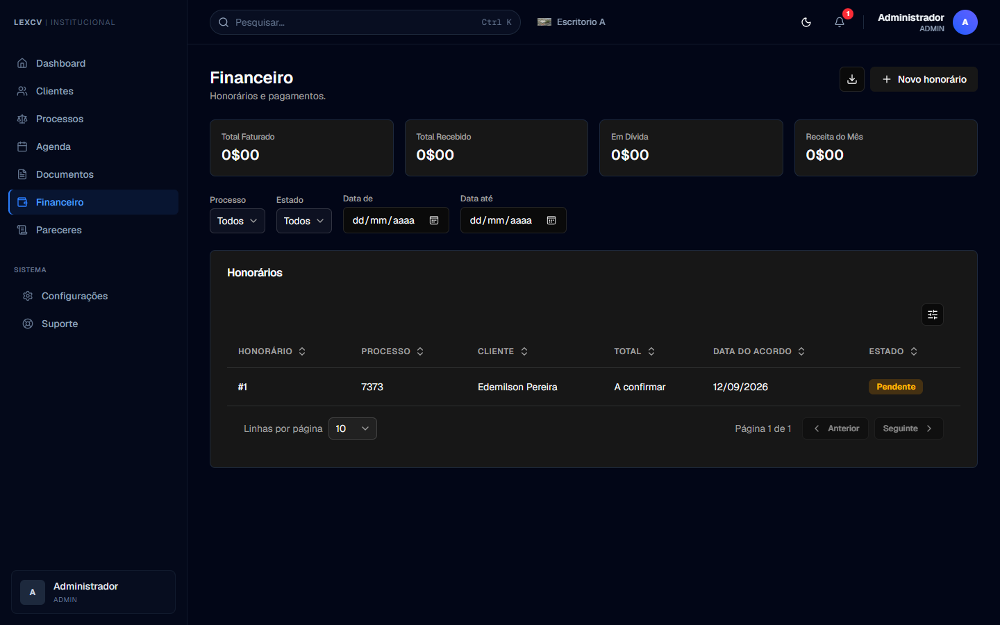 LEXCV | INSTITUCIONAL
Pesquisar... Ctrl K
Escritorio A
1
Administrador
ADMIN
A
Dashboard
Clientes
Processos
Agenda
Documentos
Financeiro
Pareceres
SISTEMA
Configurações
Suporte
A
Administrador
ADMIN
Financeiro
Honorários e pagamentos.
Novo honorário
Total Faturado
0$00
Total Recebido
0$00
Em Dívida
0$00
Receita do Mês
0$00
Processo
Todos
Estado
Todos
Data de
dd/mm/aaaa
Data até
dd/mm/aaaa
Honorários
HONORÁRIO PROCESSO CLIENTE TOTAL DATA DO ACORDO ESTADO
#1 7373 Edemilson Pereira A confirmar 12/09/2026 Pendente
Linhas por página 10 Página 1 de 1 Anterior Seguinte